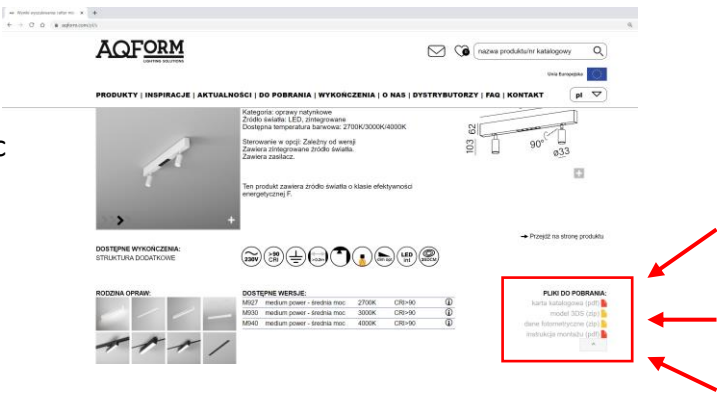 Wyniki wyszukiwania
aqform.com/pl/s
AQFORM
LIGHTING SOLUTIONS
nazwa produktu/nr katalogowy
Unia Europejska
PRODUKTY | INSPIRACJE | AKTUALNOŚCI | DO POBRANIA | WYKOŃCZENIA | O NAS | DYSTRYBUTORZY | FAQ | KONTAKT
pl
Kategoria: oprawy natynkowe
Źródło światła: LED, zintegrowane
Dostępna temperatura barwowa: 2700K/3000K/4000K
Sterowanie w opcji: Zależny od wersji
Zawiera zintegrowane źródło światła.
Zawiera zasilacz.
Ten produkt zawiera źródło światła o klasie efektywności
energetycznej F.
62
103
90°
ø33
c
Przejdź na stronę produktu
DOSTĘPNE WYKOŃCZENIA:
STRUKTURA DODATKOWE
230V
>90
CRI
LED
int
RODZINA OPRAW:
DOSTĘPNE WERSJE:
M927 medium power - średnia moc 2700K CRI>90
M930 medium power - średnia moc 3000K CRI>90
M940 medium power - średnia moc 4000K CRI>90
PLIKI DO POBRANIA:
karta katalogowa (pdf)
model 3DS (zip)
dane fotometryczne (zip)
instrukcja montażu (pdf)